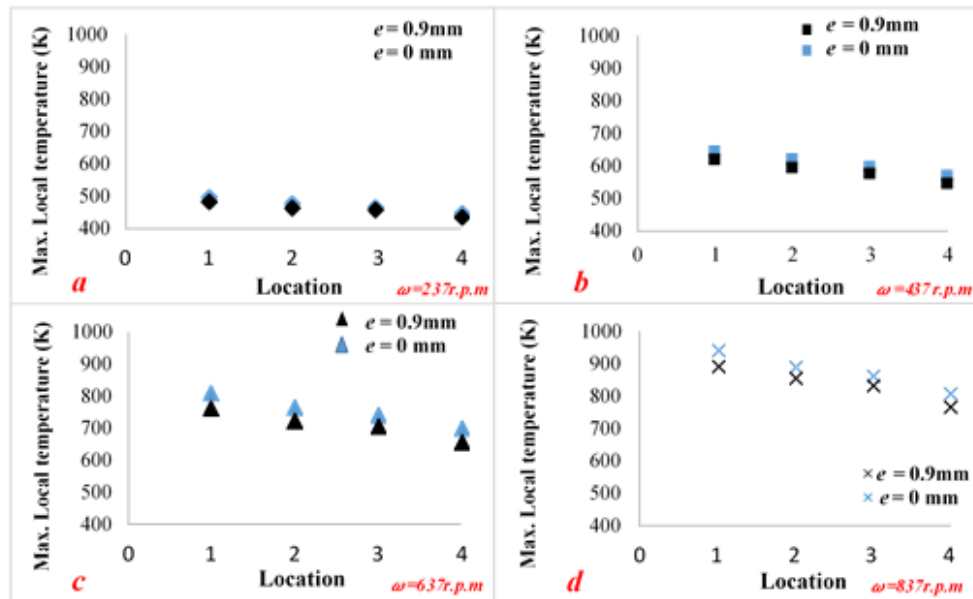 e = 0.9mm
e = 0 mm
Max. Local temperature (K)
1000
900
800
700
600
500
400
0 1 2 3 4
Location
a
ω=237r.p.m
e = 0.9mm
e = 0 mm
Max. Local temperature (K)
1000
900
800
700
600
500
400
0 1 2 3 4
Location
b
ω=437r.p.m
e = 0.9mm
e = 0 mm
Max. Local temperature (K)
1000
900
800
700
600
500
400
0 1 2 3 4
Location
c
ω=637r.p.m
Max. Local temperature (K)
1000
900
800
700
600
500
400
e = 0.9mm
e = 0 mm
0 1 2 3 4
Location
d
ω=837r.p.m